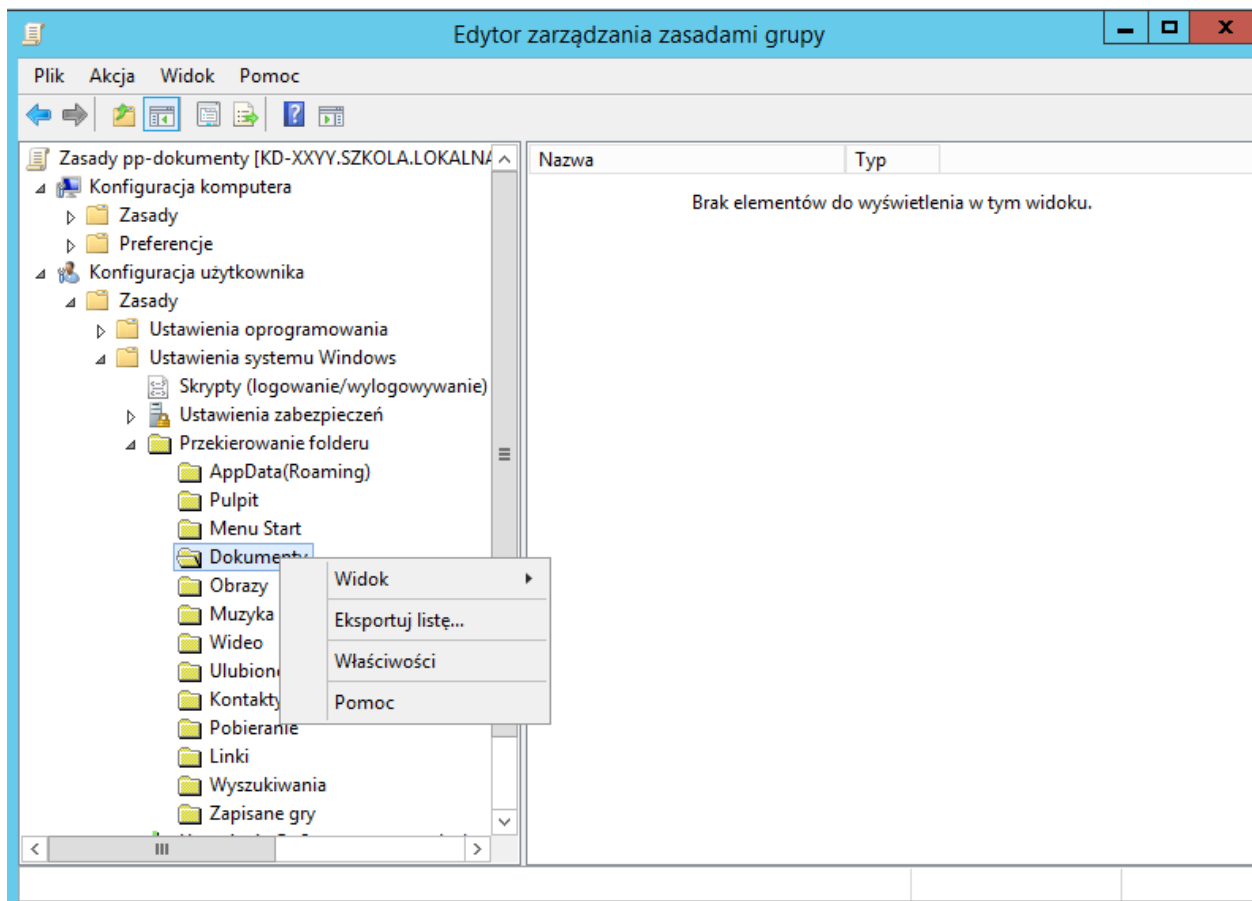 Edytor zarządzania zasadami grupy
Plik Akcja Widok Pomoc
Zasady pp-dokumenty [KD-XXYY.SZKOLA.LOKALNA
Nazwa Typ
Konfiguracja komputera
Brak elementów do wyświetlenia w tym widoku.
Zasady
Preferencje
Konfiguracja użytkownika
Zasady
Ustawienia oprogramowania
Ustawienia systemu Windows
Skrypty (logowanie/wylogowywanie)
Ustawienia zabezpieczeń
Przekierowanie folderu
AppData(Roaming)
Pulpit
Menu Start
Dokumenty
Obrazy
Muzyka
Wideo
Ulubion
Kontakty
Pobieranie
Linki
Wyszukiwania
Zapisane gry
Widok
Eksportuj listę...
Właściwości
Pomoc